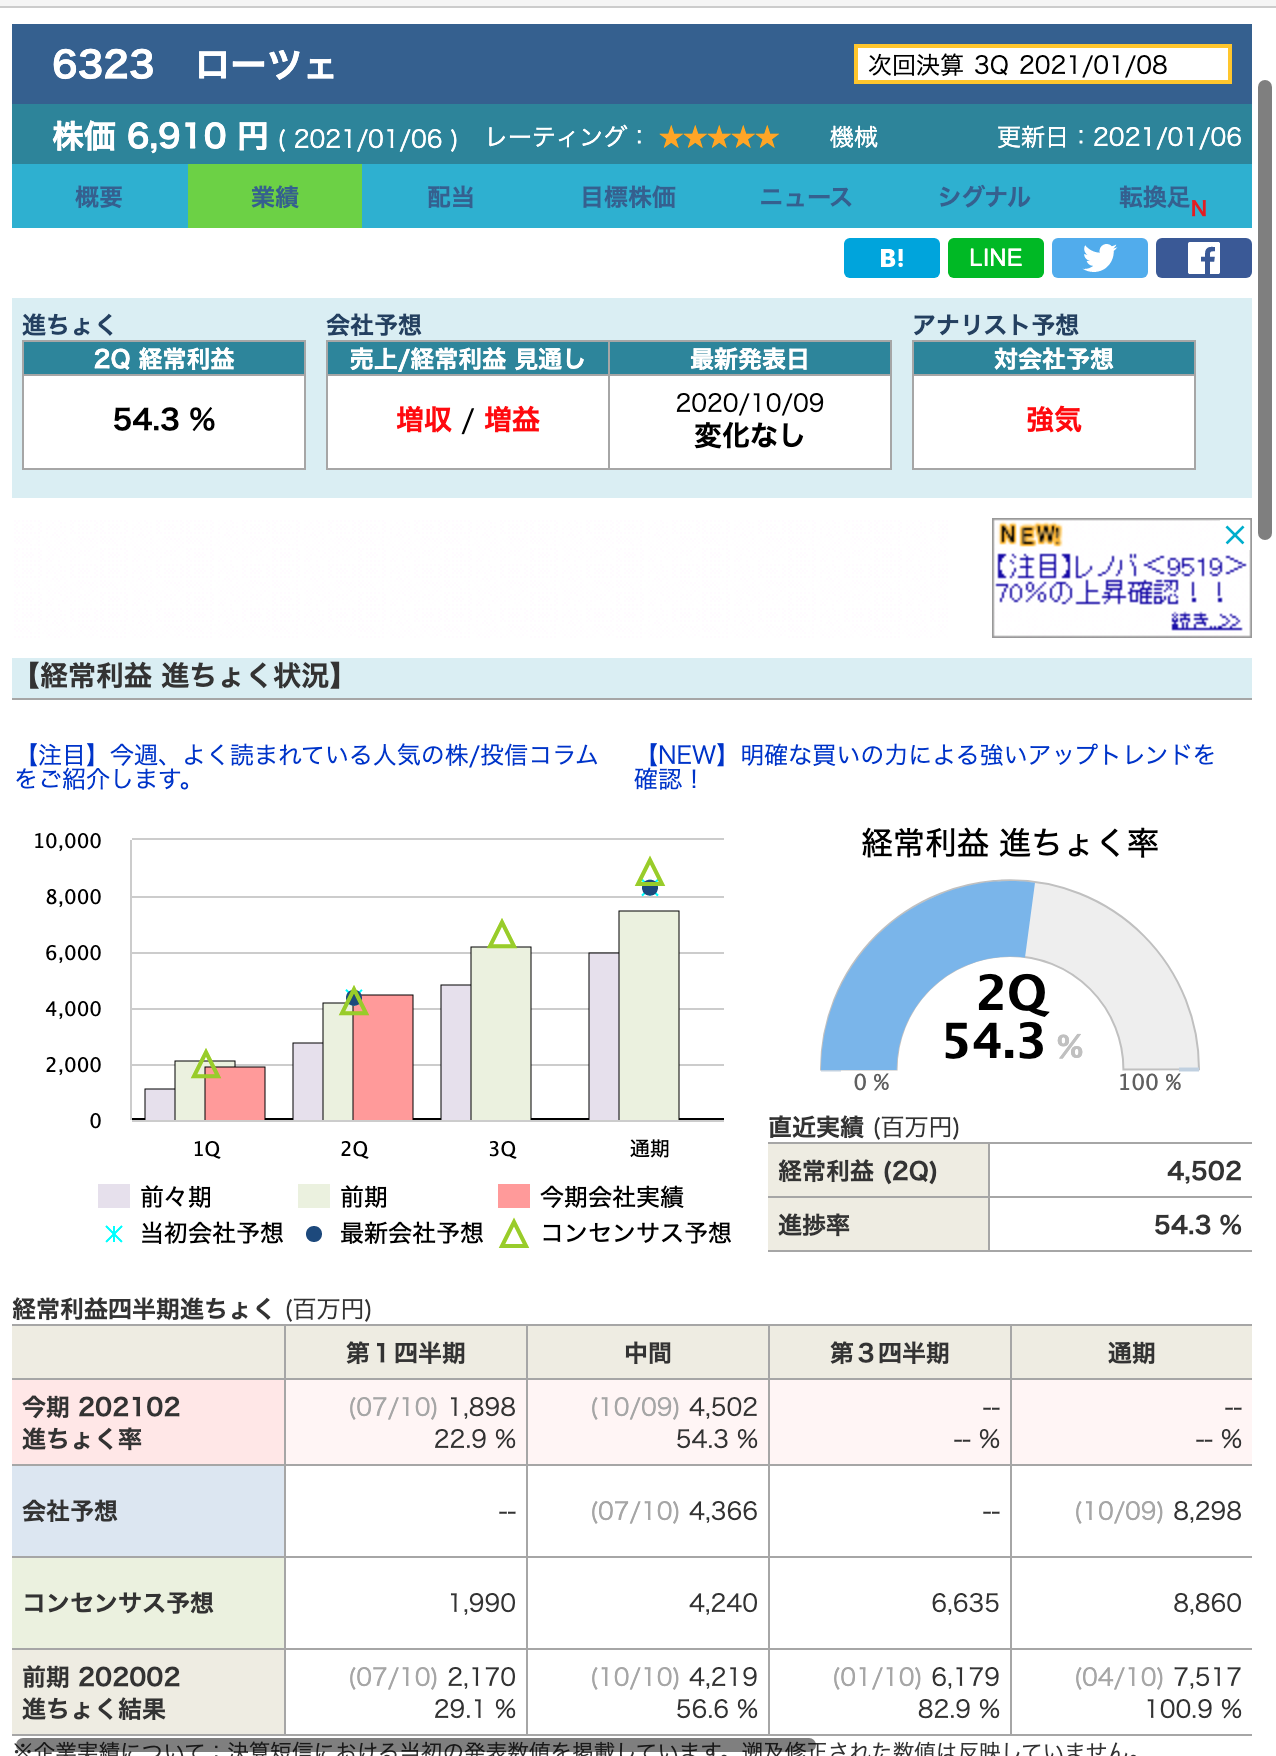 6323 ローツェ
次回決算 3Q 2021/01/08
株価 6,910 円 ( 2021/01/06 ) レーティング： ★★★★★ 機械 更新日：2021/01/06
概要 業績 配当 目標株価 ニュース シグナル 転換足 N
B! LINE
進ちょく 会社予想 アナリスト予想
2Q 経常利益 売上/経常利益 見通し 最新発表日 対会社予想
54.3 % 増収 / 増益 2020/10/09 強気
変化なし
NEW!
【注目】レノバ<9519>
70%の上昇確認！！
続き..>>
【経常利益 進ちょく状況】
【注目】今週、よく読まれている人気の株/投信コラム
をご紹介します。
【NEW】明確な買いの力による強いアップトレンドを
確認！
10,000
8,000
6,000
4,000
2,000
0
1Q 2Q 3Q 通期
前々期 前期 今期会社実績
当初会社予想 最新会社予想 コンセンサス予想
経常利益 進ちょく率
2Q
54.3 %
0 % 100 %
直近実績 (百万円)
経常利益 (2Q) 4,502
進捗率 54.3 %
経常利益四半期進ちょく (百万円)
第１四半期 中間 第３四半期 通期
今期 202102 (07/10) 1,898 (10/09) 4,502 -- --
進ちょく率 22.9 % 54.3 % -- % -- %
会社予想 -- (07/10) 4,366 -- (10/09) 8,298
コンセンサス予想 1,990 4,240 6,635 8,860
前期 202002 (07/10) 2,170 (10/10) 4,219 (01/10) 6,179 (04/10) 7,517
進ちょく結果 29.1 % 56.6 % 82.9 % 100.9 %
※企業実績について：決算短信における当初の発表数値を掲載しています。遡及修正された数値は反映していません。